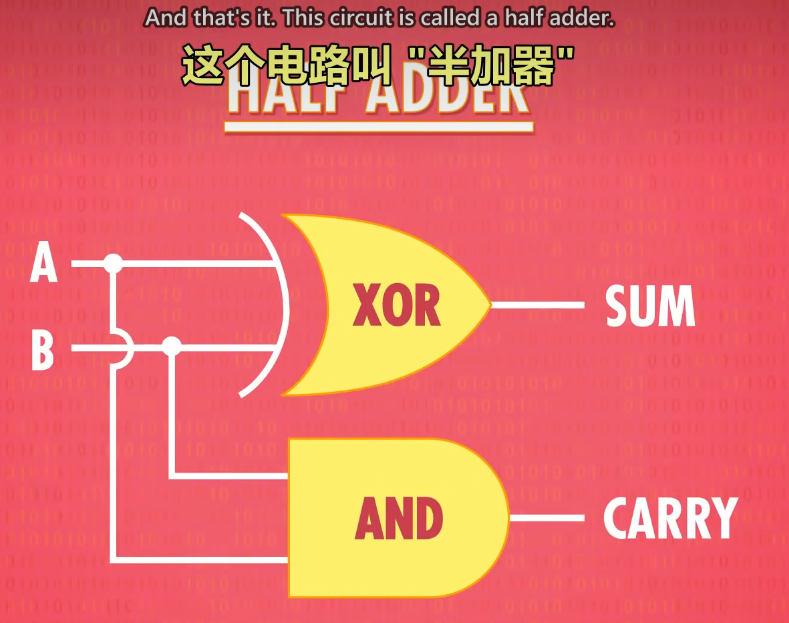 And that's it. This circuit is called a half adder.
这个电路叫 "半加器"
HALF ADDER
A
XOR
SUM
B
AND
CARRY